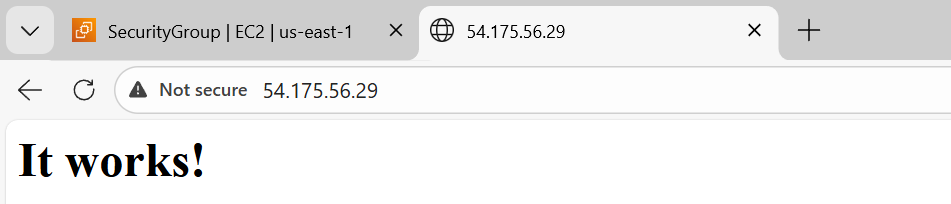 SecurityGroup | EC2 | us-east-1
54.175.56.29
Not secure 54.175.56.29
It works!